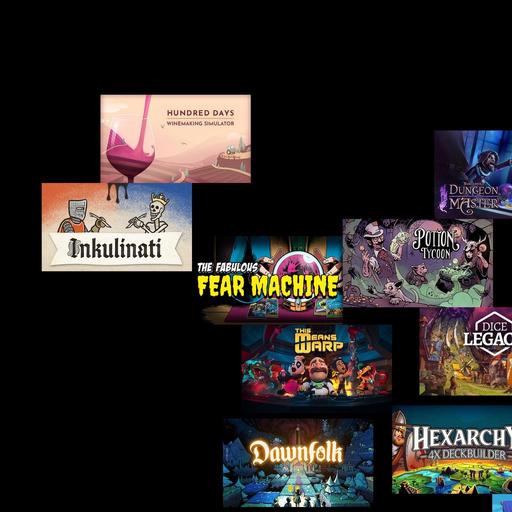 HUNDRED DAYS
WINEMAKING SIMULATOR
Inkulinati
DUNGEON
MASTER
THE FABULOUS
FEAR MACHINE
POTION
TYCOON
THIS
MEANS
WARP
DICE
LEGAC
Dawnfolk
HEXARCHY
4X DECKBUILDER